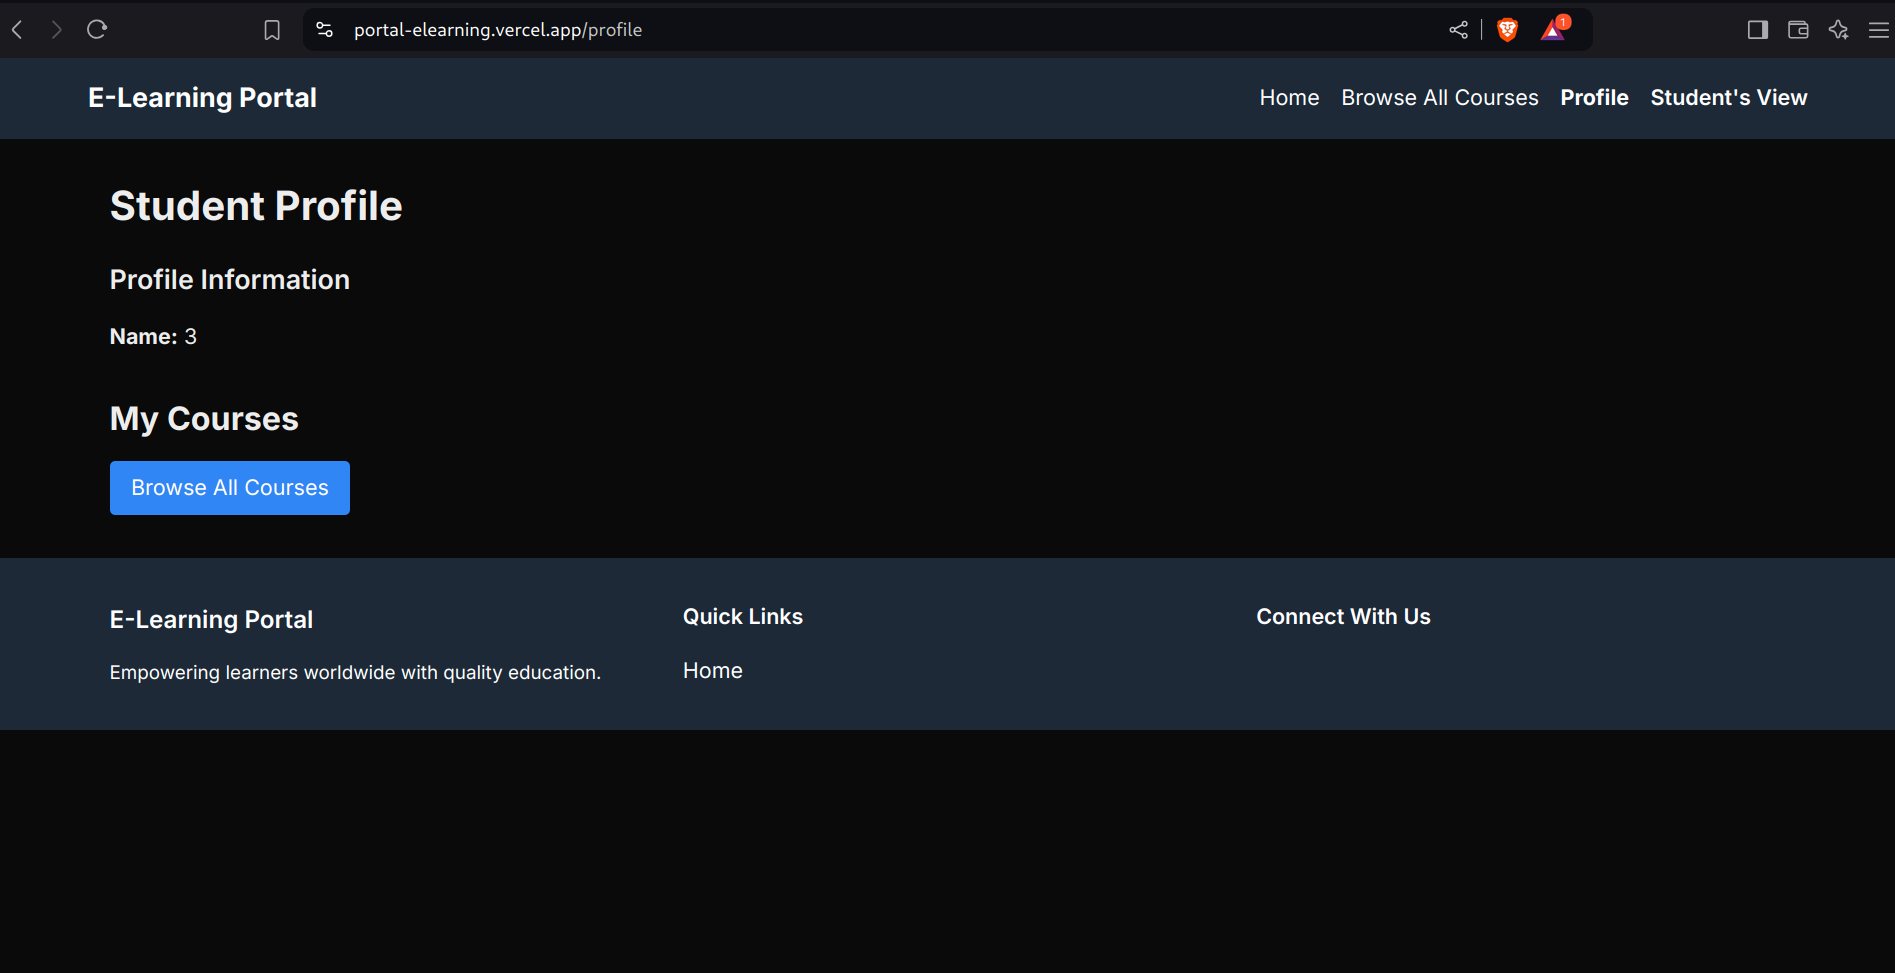 portal-elearning.vercel.app/profile
1
E-Learning Portal
Home Browse All Courses Profile Student's View
Student Profile
Profile Information
Name: 3
My Courses
Browse All Courses
E-Learning Portal
Empowering learners worldwide with quality education.
Quick Links
Home
Connect With Us